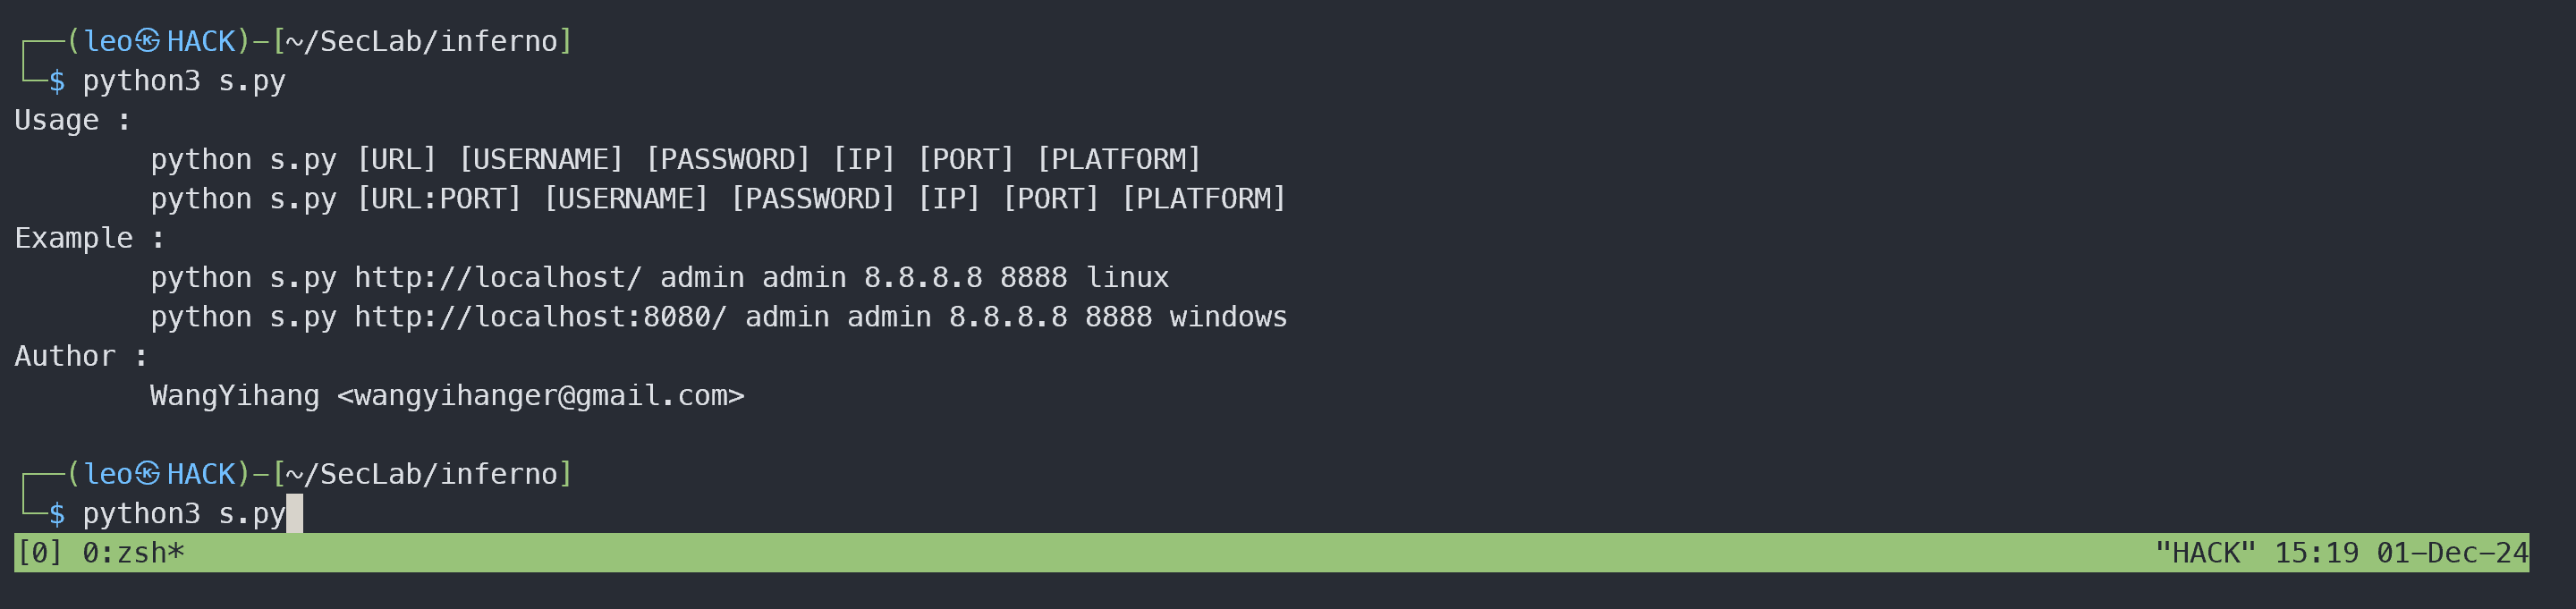 ┌──(leo㉿HACK)-[~/SecLab/inferno]
└─$ python3 s.py
Usage :
        python s.py [URL] [USERNAME] [PASSWORD] [IP] [PORT] [PLATFORM]
        python s.py [URL:PORT] [USERNAME] [PASSWORD] [IP] [PORT] [PLATFORM]
Example :
        python s.py http://localhost/ admin admin 8.8.8.8 8888 linux
        python s.py http://localhost:8080/ admin admin 8.8.8.8 8888 windows
Author :
        WangYihang <wangyihanger@gmail.com>
┌──(leo㉿HACK)-[~/SecLab/inferno]
└─$ python3 s.py
[0] 0:zsh* "HACK" 15:19 01-Dec-24